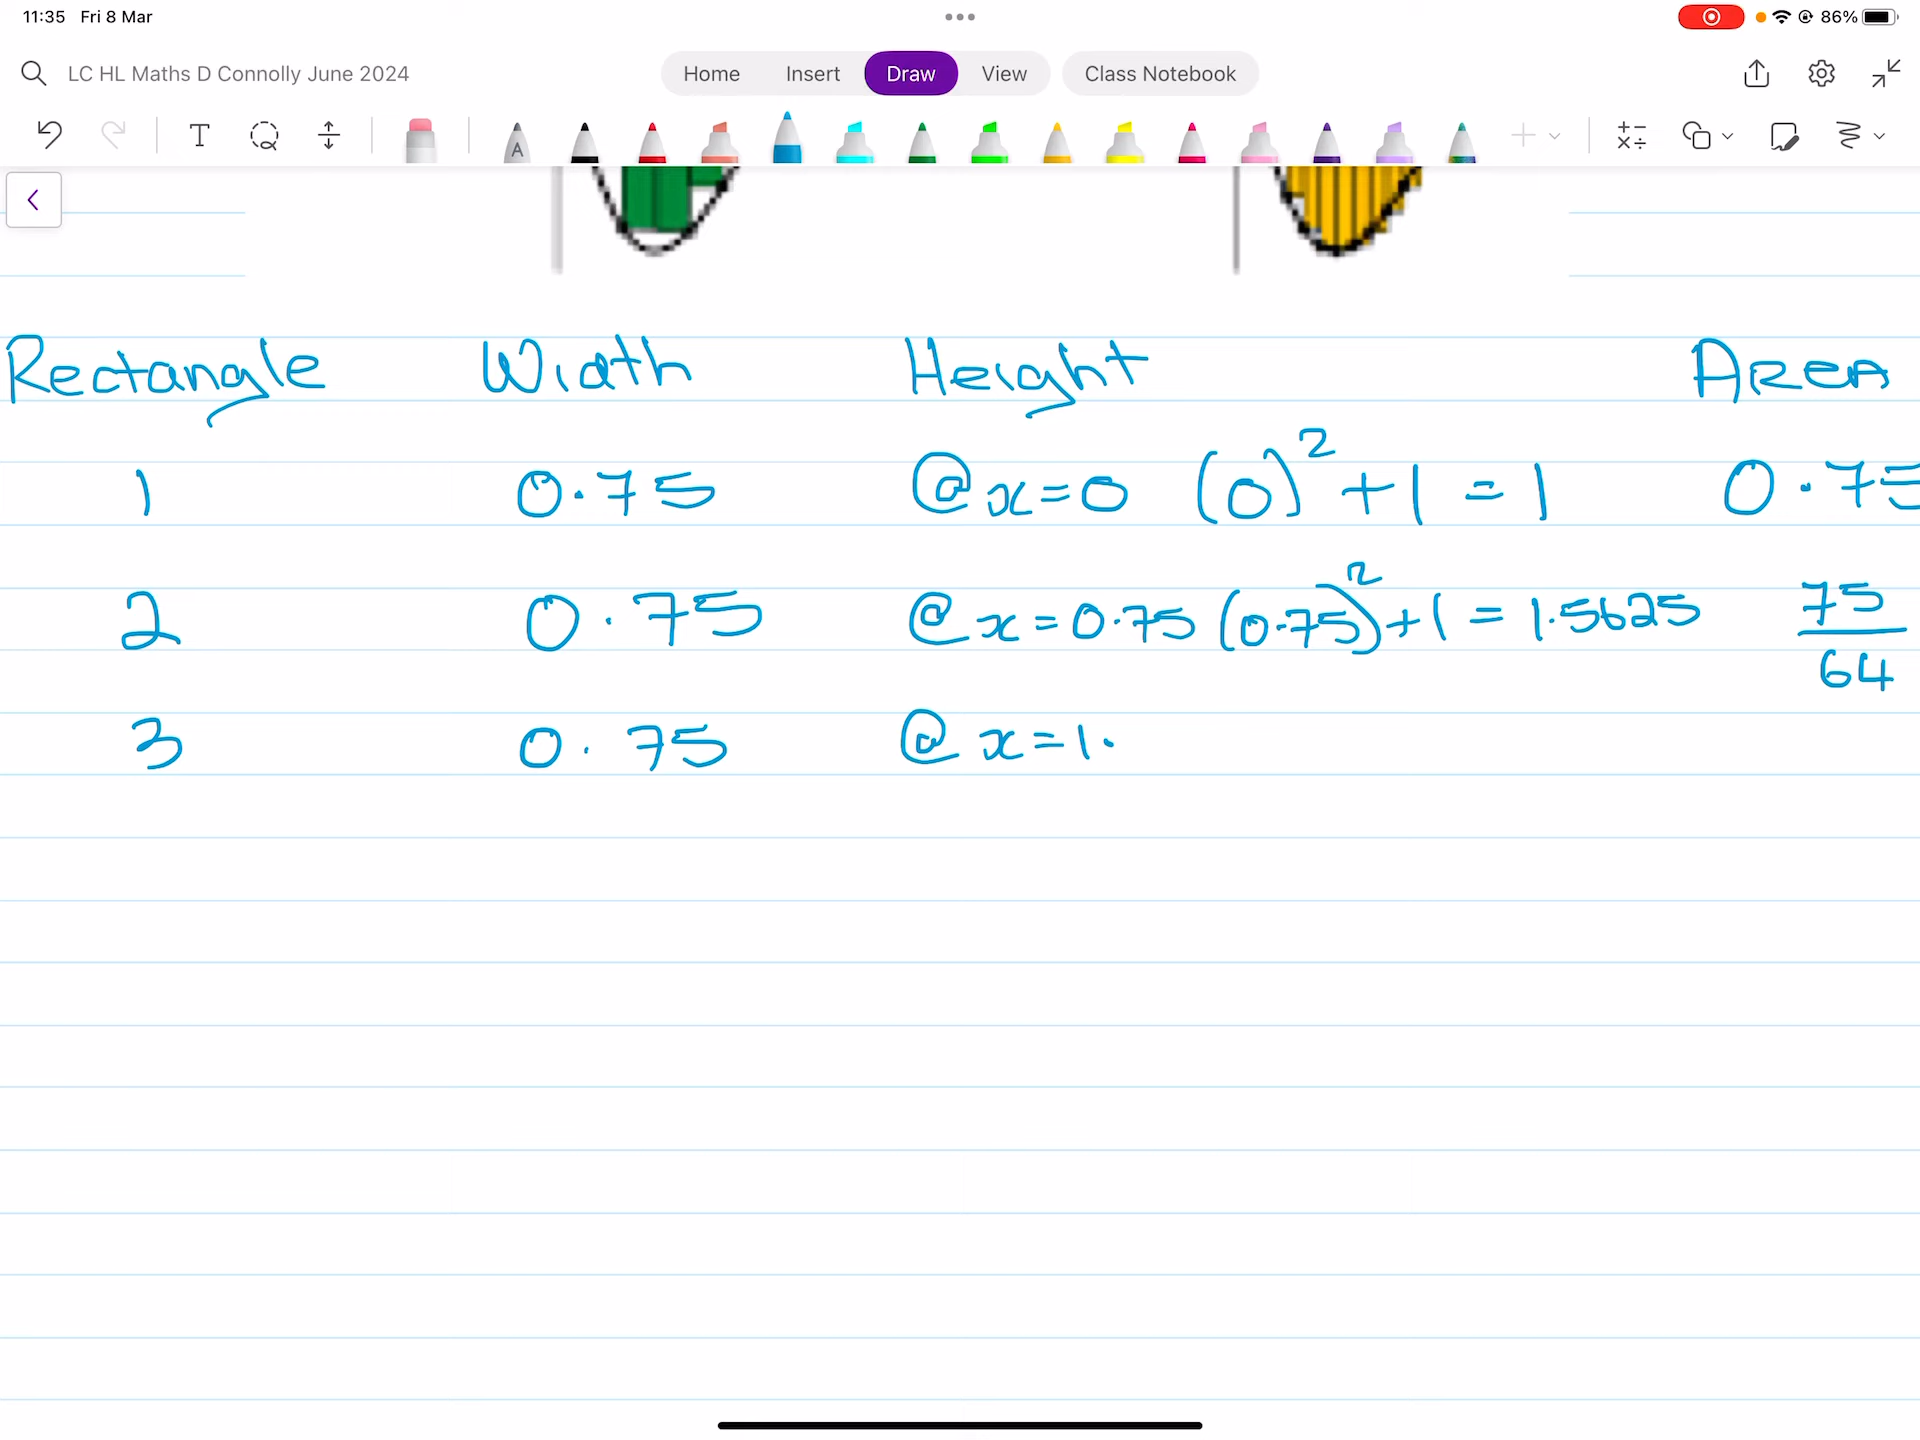 11:35 Fri 8 Mar 86%
LC HL Maths D Connolly June 2024 Home Insert Draw View Class Notebook
T A
Rectangle Width Height AREA
1 0.75 @ x=0 (0)² + 1 = 1 0.75
2 0.75 @ x=0.75 (0.75)² + 1 = 1.5625 75/64
3 0.75 @ x=1.